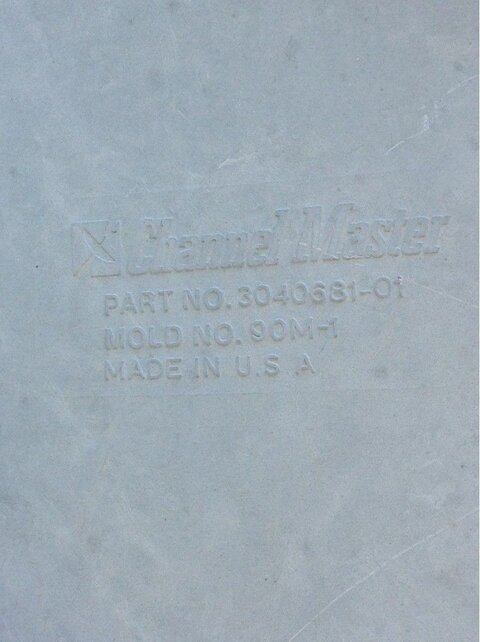 Channel Master
PART NO. 3040681-01
MOLD NO. 90M-1
MADE IN U.S A